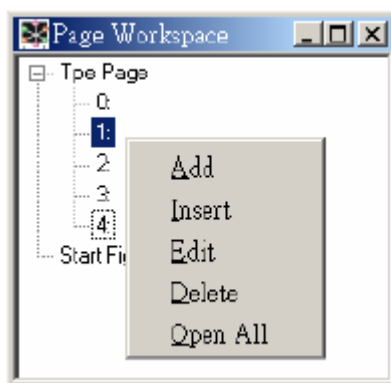 Page Workspace
Tpe Page
0:
1:
2:
3:
4:
Start Fi
Add
Insert
Edit
Delete
Open All